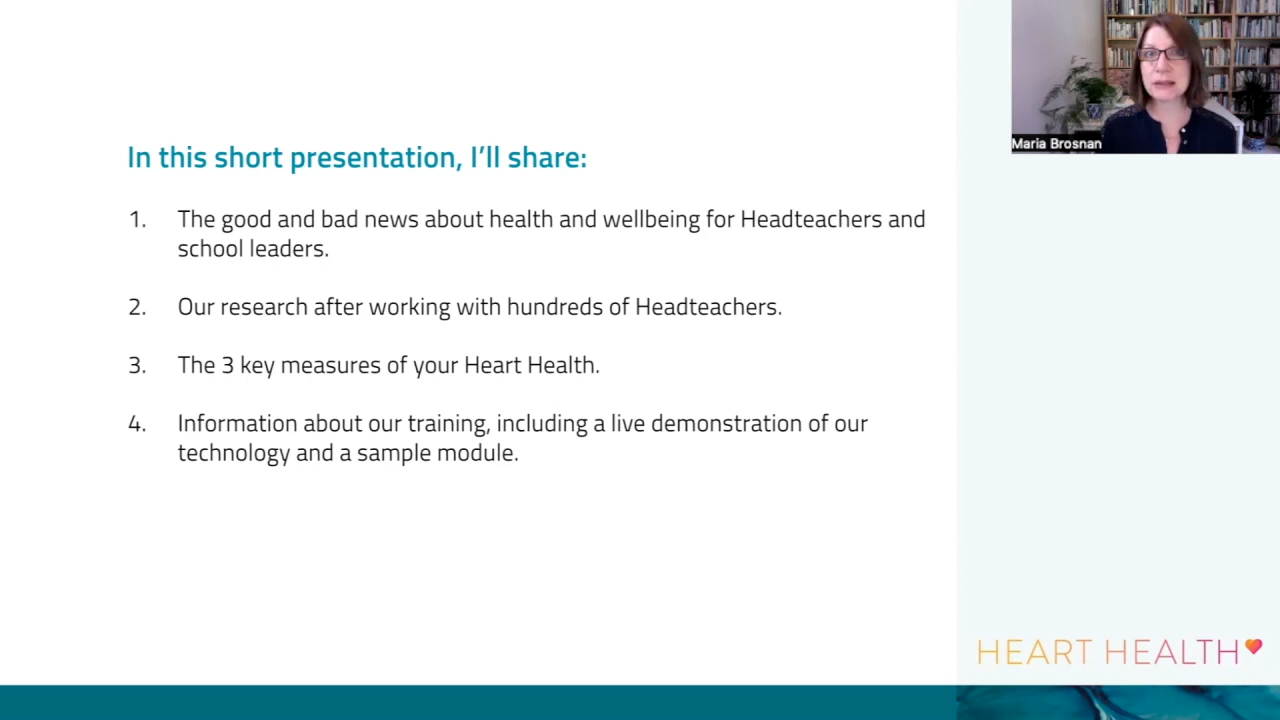 In this short presentation, I'll share:
1. The good and bad news about health and wellbeing for Headteachers and
school leaders.
2. Our research after working with hundreds of Headteachers.
3. The 3 key measures of your Heart Health.
4. Information about our training, including a live demonstration of our
technology and a sample module.
Maria Brosnan
HEART HEALTH